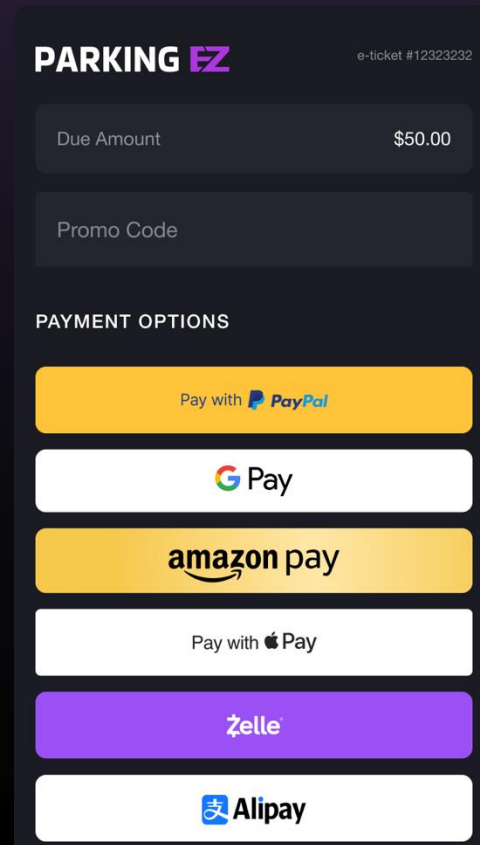 PARKING EZ
e-ticket #12323232
Due Amount $50.00
Promo Code
PAYMENT OPTIONS
Pay with PayPal
G Pay
amazon pay
Pay with Pay
Zelle
支 Alipay